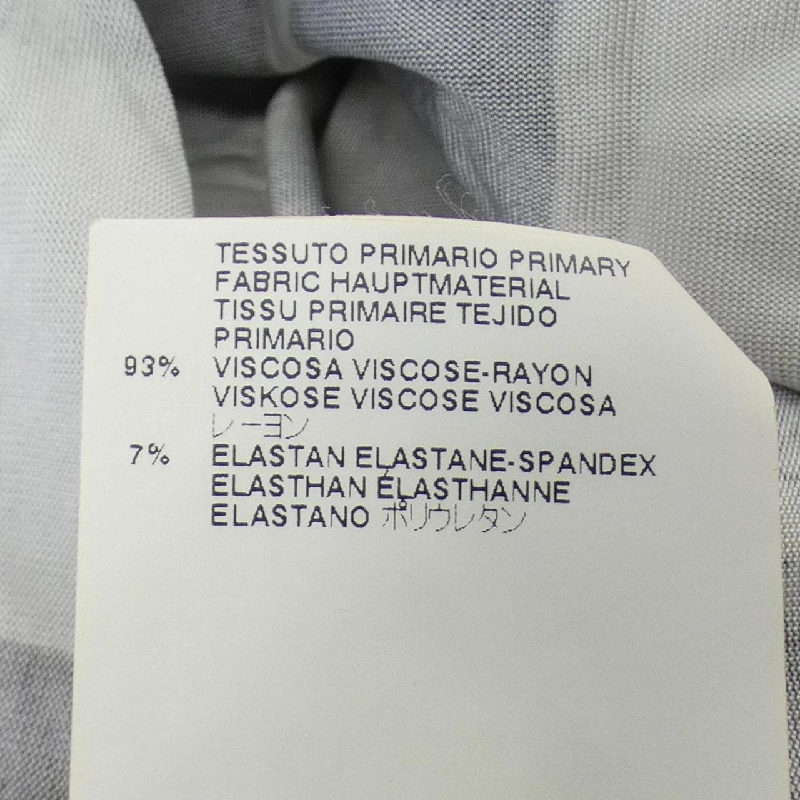 TESSUTO PRIMARIO PRIMARY
FABRIC HAUPTMATERIAL
TISSU PRIMAIRE TEJIDO
PRIMARIO
93% VISCOSA VISCOSE-RAYON
VISKOSE VISCOSE VISCOSA
レーヨン
7% ELASTAN ELASTANE-SPANDEX
ELASTHAN ÉLASTHANNE
ELASTANO ポリウレタン